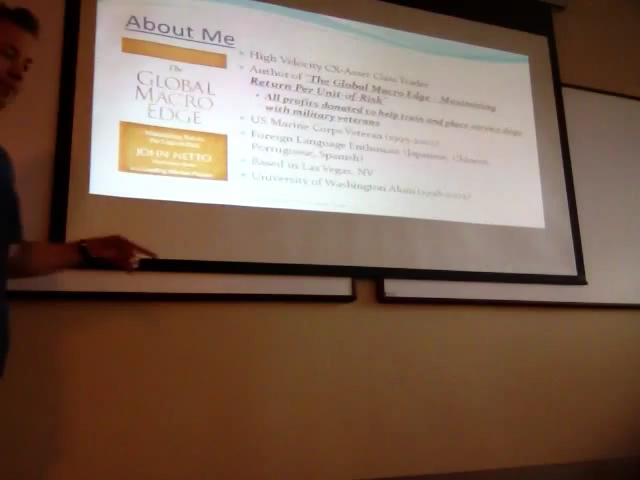 About Me
The
GLOBAL
MACRO
EDGE
JOHN NETTO
High Velocity CX-Asset Class Trader
Author of "The Global Macro Edge - Maximizing
Return Per Unit-of-Risk"
All profits donated to help train and place service dogs
with military veterans
US Marine Corps Veteran
Foreign Language Enthusiast (Japanese, Chinese,
Portuguese, Spanish)
Based in Las Vegas, NV
University of Washington Alum